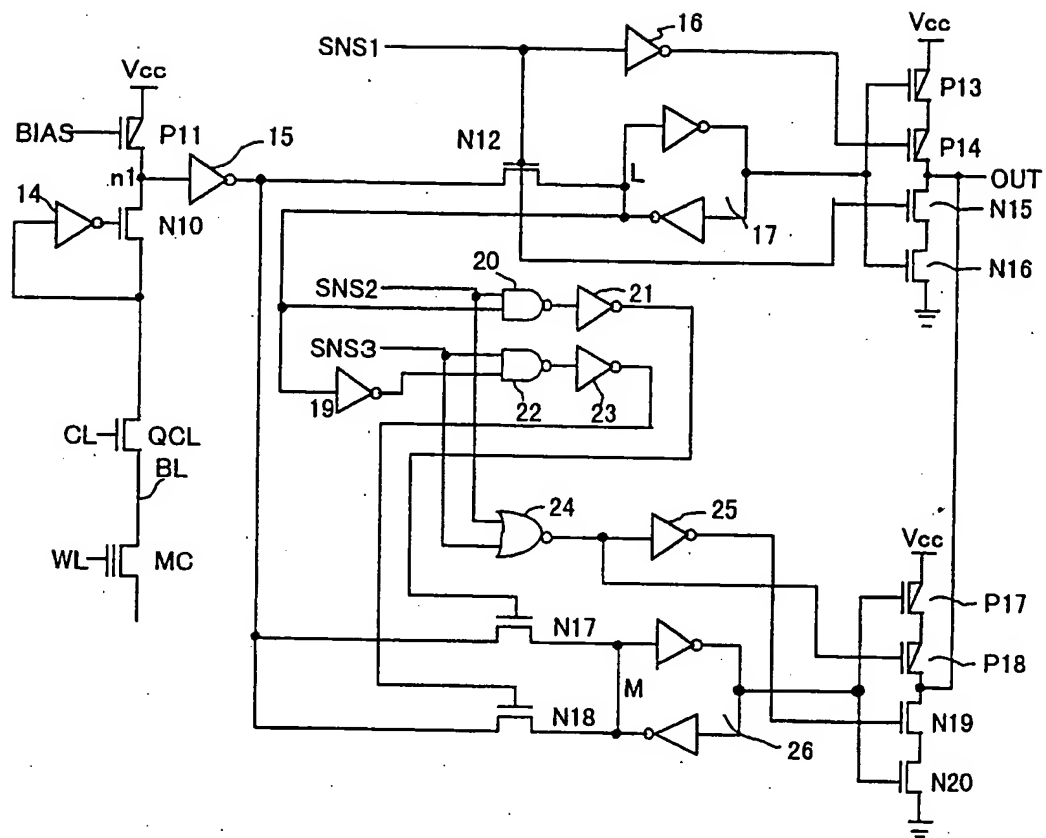 16
Vcc
SNS1
Vcc
P13
BIAS
P11
15
N12
P14
n1
L
OUT
14
N10
17
N15
20
N16
SNS2
21
SNS3
19
22
23
CL
QCL
BL
24
25
Vcc
WL
MC
P17
N17
P18
M
N18
N19
26
N20